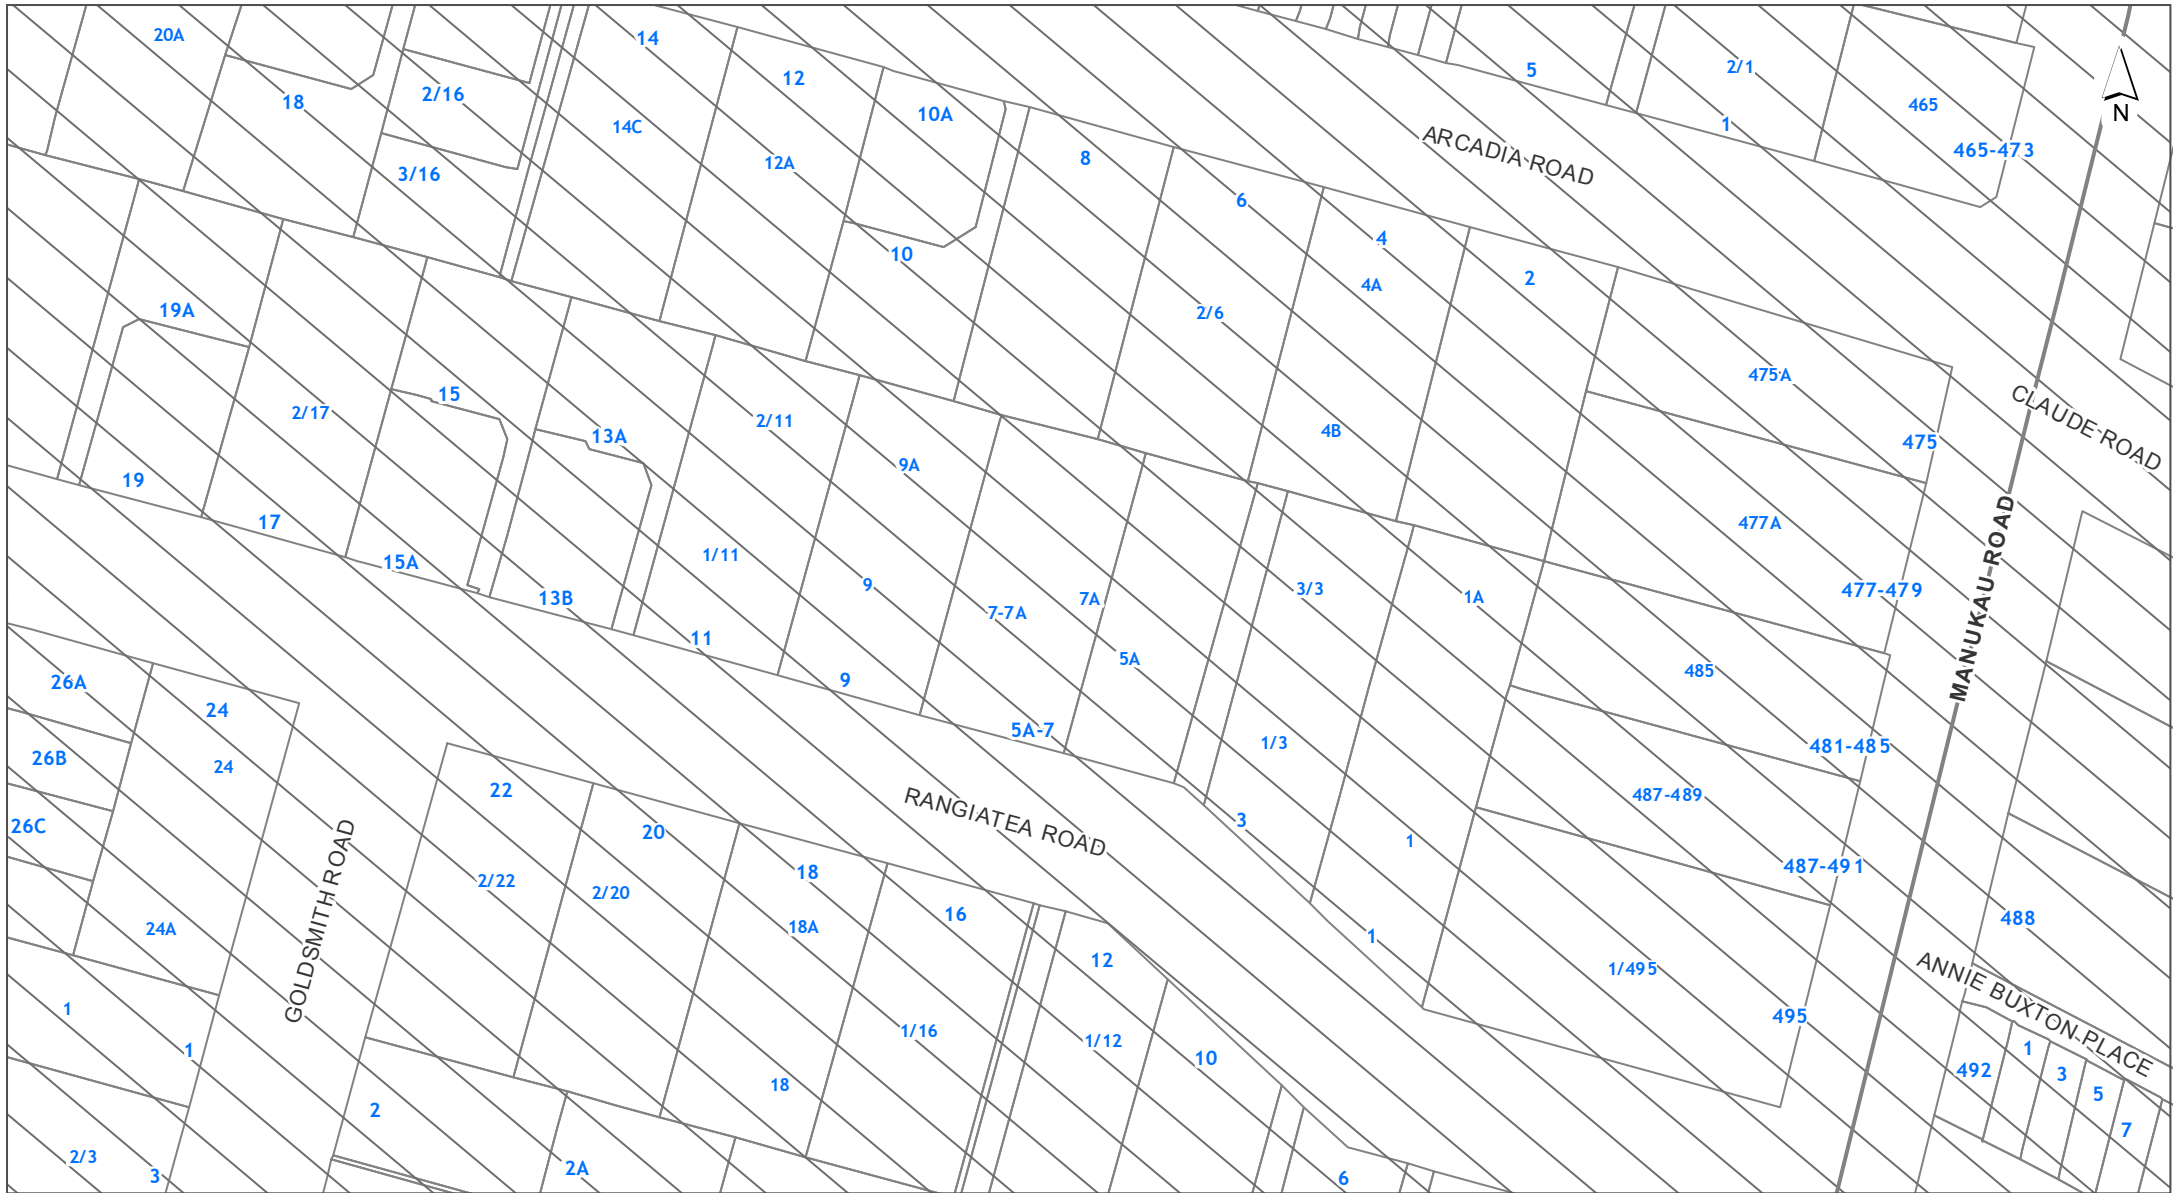 20A
14
12
5
2/1
465
18
2/16
14C
10A
1
465-473
N
ARCADIA ROAD
3/16
12A
8
6
4
10
4A
2
19A
2/6
475A
CLAUDE ROAD
15
2/17
13A
2/11
4B
475
9A
19
17
477A
MANUKAU ROAD
15A
1/11
9
3/3
1A
477-479
13B
7-7A
7A
11
5A
485
26A
9
24
5A-7
1/3
481-485
26B
24
22
RANGIATEA ROAD
487-489
26C
20
3
1
487-491
GOLDSMITH ROAD
2/22
2/20
18
18A
16
488
24A
1
12
1/495
ANNIE BUXTON PLACE
1
1/16
1/12
10
495
1
492
1
3
5
7
18
2
2/3
3
2A
6